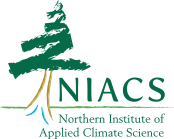 NIACS
Northern Institute of
Applied Climate Science